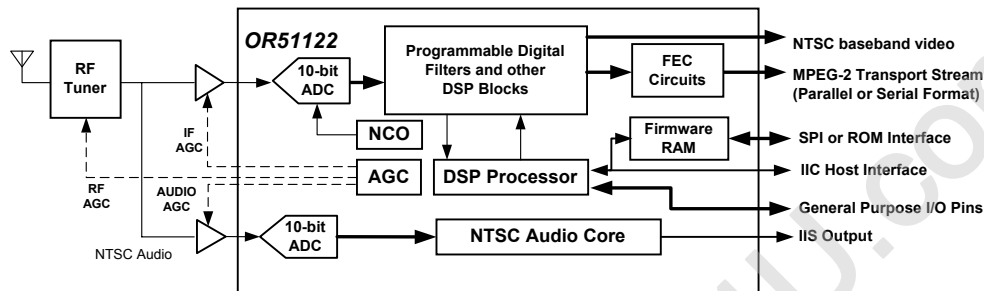 OR51122
RF
Tuner
10-bit
ADC
Programmable Digital
Filters and other
DSP Blocks
FEC
Circuits
NTSC baseband video
MPEG-2 Transport Stream
(Parallel or Serial Format)
IF
AGC
NCO
Firmware
RAM
SPI or ROM Interface
AGC
DSP Processor
IIC Host Interface
RF
AGC
AUDIO
AGC
General Purpose I/O Pins
NTSC Audio
10-bit
ADC
NTSC Audio Core
IIS Output